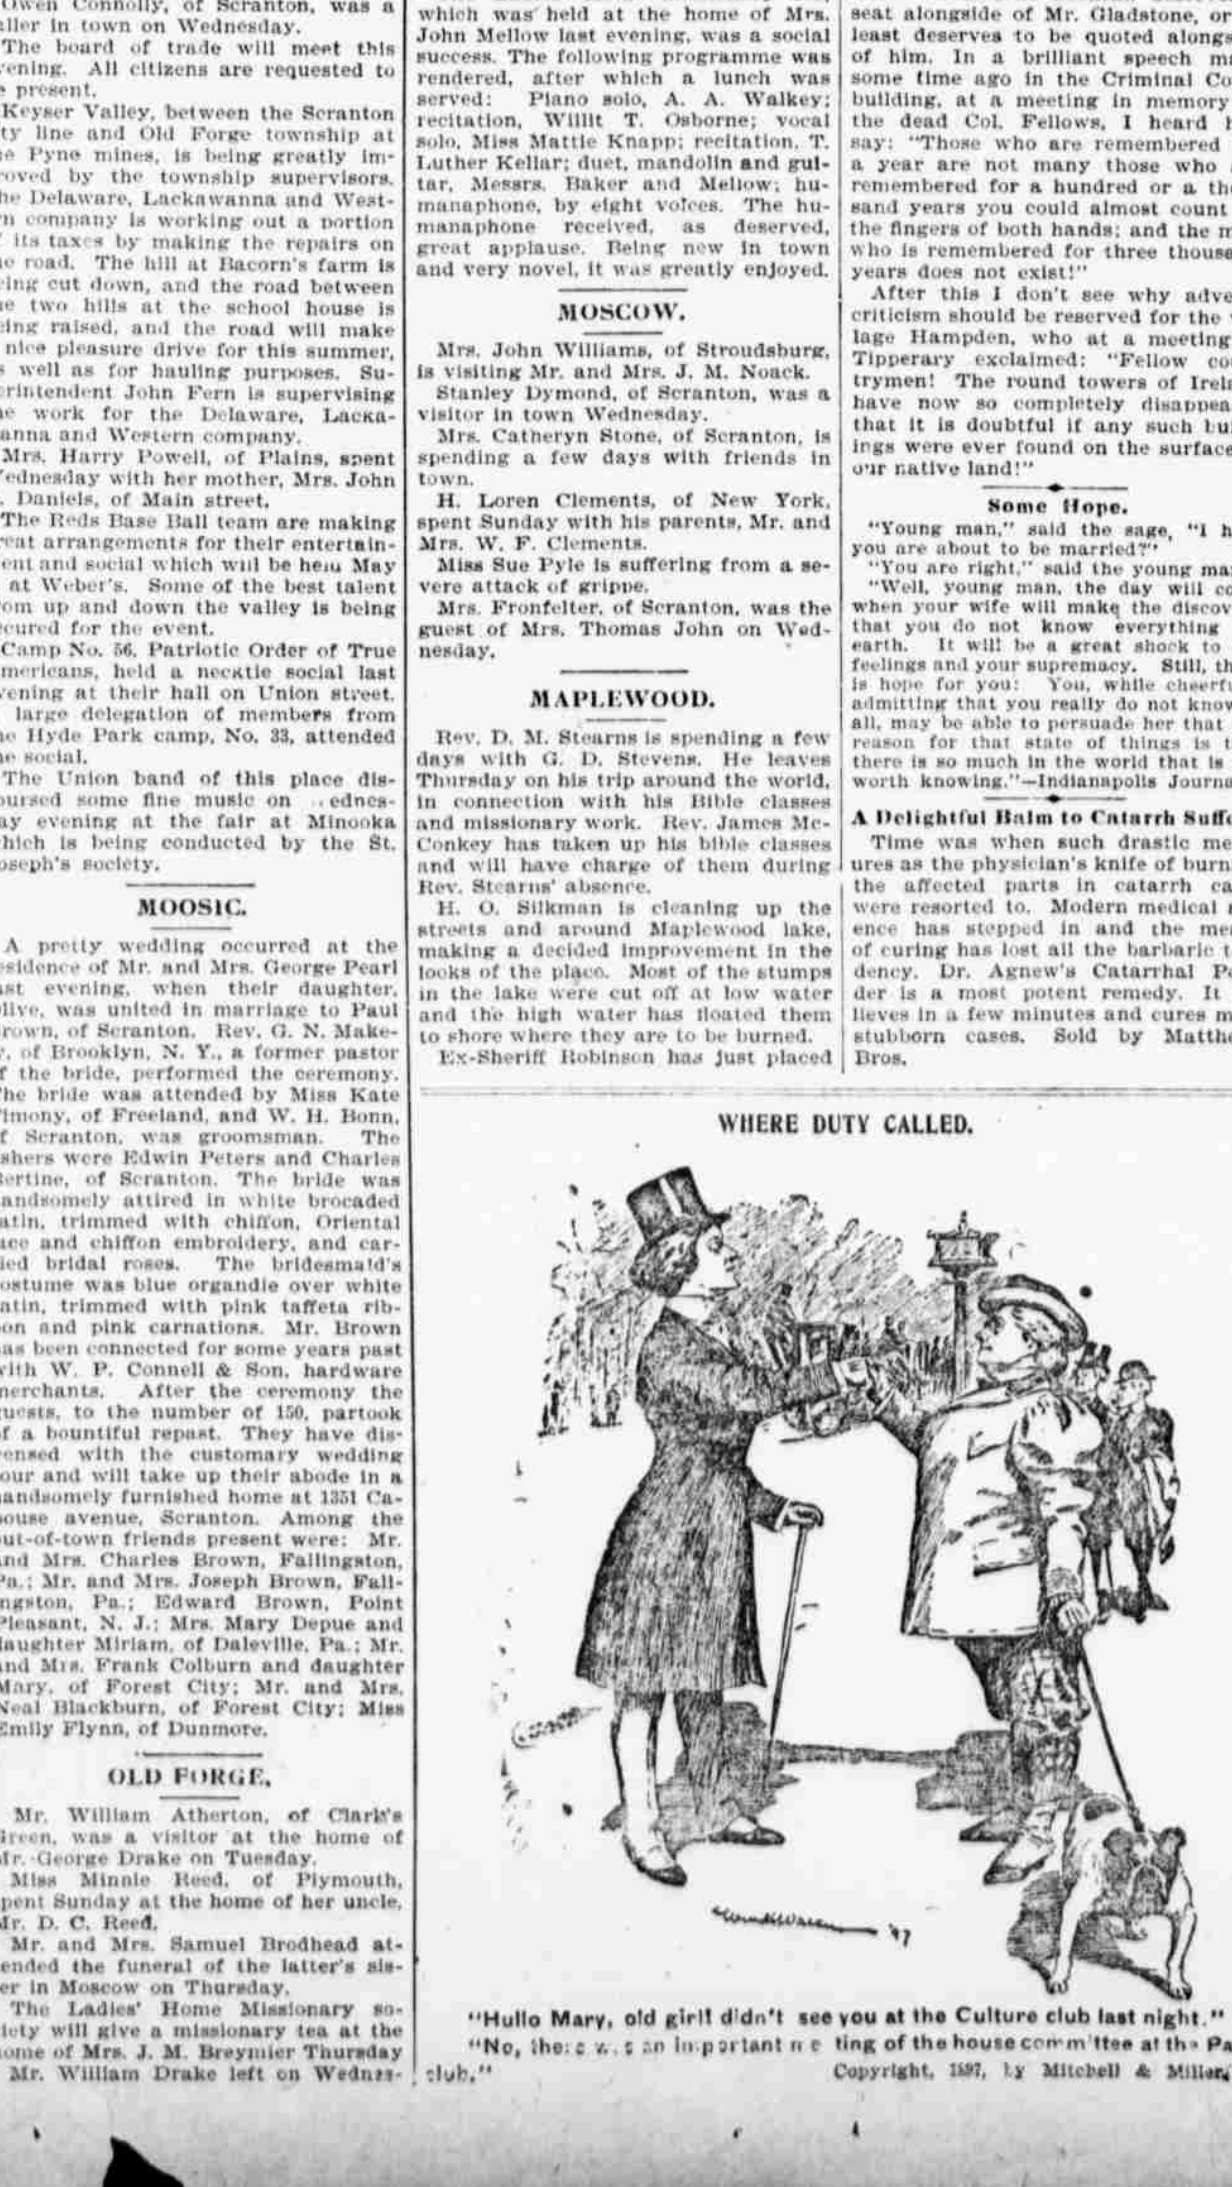 Owen Connolly, of Scranton, was a
ller in town on Wednesday.
The board of trade will meet this
ening. All citizens are requested to
e present.
Keyser Valley, between the Scranton
ty line and Old Forge township at
e Pyne mines, is being greatly im-
oved by the township supervisors.
he Delaware, Lackawanna and West-
n company is working out a portion
its taxes by making the repairs on
e road. The hill at Bacorn's farm is
ing cut down, and the road between
e two hills at the school house is
ing raised, and the road will make
nice pleasure drive for this summer,
s well as for hauling purposes. Su-
erintendent John Fern is supervising
e work for the Delaware, Lacka-
anna and Western company.
Mrs. Harry Powell, of Plains, spent
ednesday with her mother, Mrs. John
. Daniels, of Main street.
The Reds Base Ball team are making
reat arrangements for their entertain-
ent and social which will be held May
at Weber's. Some of the best talent
om up and down the valley is being
cured for the event.
Camp No. 56, Patriotic Order of True
mericans, held a necktie social last
vening at their hall on Union street.
large delegation of members from
e Hyde Park camp, No. 33, attended
e social.
The Union band of this place dis-
oursed some fine music on ednes-
ay evening at the fair at Minooka
hich is being conducted by the St.
oseph's society.
MOOSIC.
A pretty wedding occurred at the
esidence of Mr. and Mrs. George Pearl
ast evening, when their daughter,
live, was united in marriage to Paul
rown, of Scranton. Rev. G. N. Make-
y, of Brooklyn, N. Y., a former pastor
f the bride, performed the ceremony.
he bride was attended by Miss Kate
imony, of Freeland, and W. H. Bonn,
f Scranton, was groomsman. The
shers were Edwin Peters and Charles
ertine, of Scranton. The bride was
andsomely attired in white brocaded
atin, trimmed with chiffon, Oriental
ace and chiffon embroidery, and car-
ied bridal roses. The bridesmaid's
ostume was blue organdie over white
atin, trimmed with pink taffeta rib-
on and pink carnations. Mr. Brown
as been connected for some years past
with W. P. Connell & Son, hardware
merchants. After the ceremony the
uests, to the number of 150, partook
f a bountiful repast. They have dis-
ensed with the customary wedding
our and will take up their abode in a
andsomely furnished home at 1351 Ca-
ouse avenue, Scranton. Among the
ut-of-town friends present were: Mr.
nd Mrs. Charles Brown, Fallingston,
Pa.; Mr. and Mrs. Joseph Brown, Fall-
ngston, Pa.; Edward Brown, Point
Pleasant, N. J.; Mrs. Mary Depue and
daughter Miriam, of Daleville, Pa.; Mr.
and Mrs. Frank Colburn and daughter
Mary, of Forest City; Mr. and Mrs.
Neal Blackburn, of Forest City; Miss
Emily Flynn, of Dunmore.
OLD FORGE.
Mr. William Atherton, of Clark's
Green, was a visitor at the home of
Mr. George Drake on Tuesday.
Miss Minnie Reed, of Plymouth,
spent Sunday at the home of her uncle,
Mr. D. C. Reed.
Mr. and Mrs. Samuel Brodhead at-
ended the funeral of the latter's sis-
er in Moscow on Thursday.
The Ladies' Home Missionary so-
iety will give a missionary tea at the
ome of Mrs. J. M. Breymier Thursday
Mr. William Drake left on Wednes-
which was held at the home of Mrs.
John Mellow last evening, was a social
success. The following programme was
rendered, after which a lunch was
served: Piano solo, A. A. Walkey;
recitation, Willit T. Osborne; vocal
solo, Miss Mattie Knapp; recitation, T.
Luther Kellar; duet, mandolin and gui-
tar, Messrs. Baker and Mellow; hu-
manaphone, by eight voices. The hu-
manaphone received, as deserved,
great applause. Being new in town
and very novel, it was greatly enjoyed.
MOSCOW.
Mrs. John Williams, of Stroudsburg,
is visiting Mr. and Mrs. J. M. Noack.
Stanley Dymond, of Scranton, was a
visitor in town Wednesday.
Mrs. Catheryn Stone, of Scranton, is
spending a few days with friends in
town.
H. Loren Clements, of New York,
spent Sunday with his parents, Mr. and
Mrs. W. F. Clements.
Miss Sue Pyle is suffering from a se-
vere attack of grippe.
Mrs. Fronfelter, of Scranton, was the
guest of Mrs. Thomas John on Wed-
nesday.
MAPLEWOOD.
Rev. D. M. Stearns is spending a few
days with G. D. Stevens. He leaves
Thursday on his trip around the world,
in connection with his Bible classes
and missionary work. Rev. James Mc-
Conkey has taken up his bible classes
and will have charge of them during
Rev. Stearns' absence.
H. O. Silkman is cleaning up the
streets and around Maplewood lake,
making a decided improvement in the
looks of the place. Most of the stumps
in the lake were cut off at low water
and the high water has floated them
to shore where they are to be burned.
Ex-Sheriff Robinson has just placed
seat alongside of Mr. Gladstone, or
least deserves to be quoted alongs
of him. In a brilliant speech ma
some time ago in the Criminal Co
building, at a meeting in memory
the dead Col. Fellows, I heard h
say: "Those who are remembered
a year are not many those who
remembered for a hundred or a tho
sand years you could almost count
the fingers of both hands; and the m
who is remembered for three thousa
years does not exist!"
After this I don't see why adve
criticism should be reserved for the v
lage Hampden, who at a meeting
Tipperary exclaimed: "Fellow cou
trymen! The round towers of Irela
have now so completely disappea
that it is doubtful if any such bui
ings were ever found on the surface
our native land!"
Some Hope.
"Young man," said the sage, "I h
you are about to be married?"
"You are right," said the young ma
"Well, young man, the day will co
when your wife will make the discov
that you do not know everything
earth. It will be a great shock to
feelings and your supremacy. Still, th
is hope for you: You, while cheerfu
admitting that you really do not know
all, may be able to persuade her that
reason for that state of things is t
there is so much in the world that is
worth knowing."—Indianapolis Journa
A Delightful Balm to Catarrh Suffe
Time was when such drastic me
ures as the physician's knife of burn
the affected parts in catarrh ca
were resorted to. Modern medical
ence has stepped in and the me
of curing has lost all the barbaric t
dency. Dr. Agnew's Catarrhal Po
der is a most potent remedy. It
lieves in a few minutes and cures m
stubborn cases. Sold by Matthe
Bros.
WHERE DUTY CALLED.
'97
"Hullo Mary, old girl! didn't see you at the Culture club last night."
"No, there was an important me ting of the house comm'ttee at the Pa
club."
Copyright, 1897, by Mitchell & Miller.